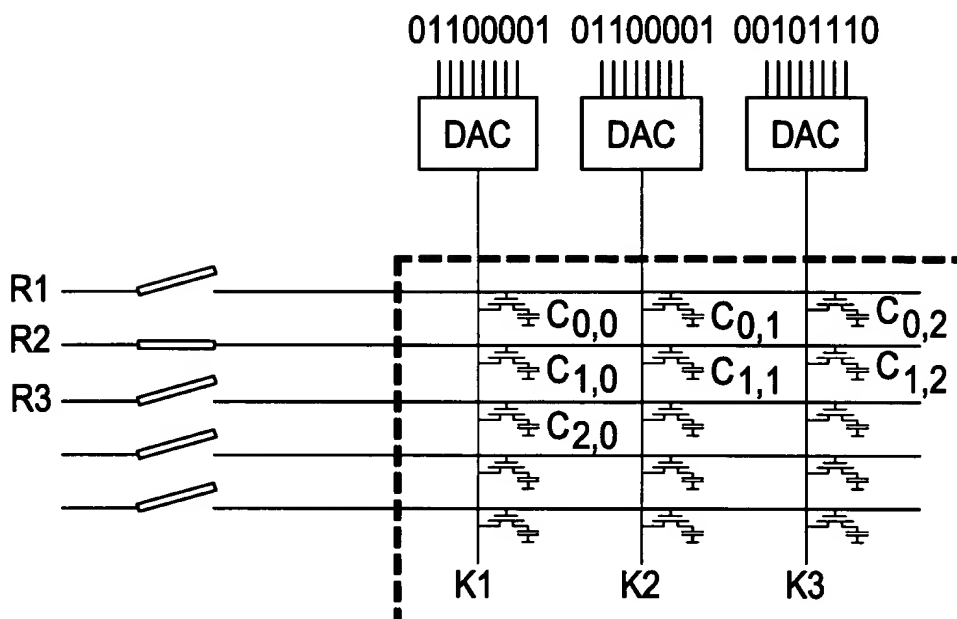 01100001 01100001 00101110
DAC DAC DAC
R1
C0,0 C0,1 C0,2
R2
C1,0 C1,1 C1,2
R3
C2,0
K1 K2 K3